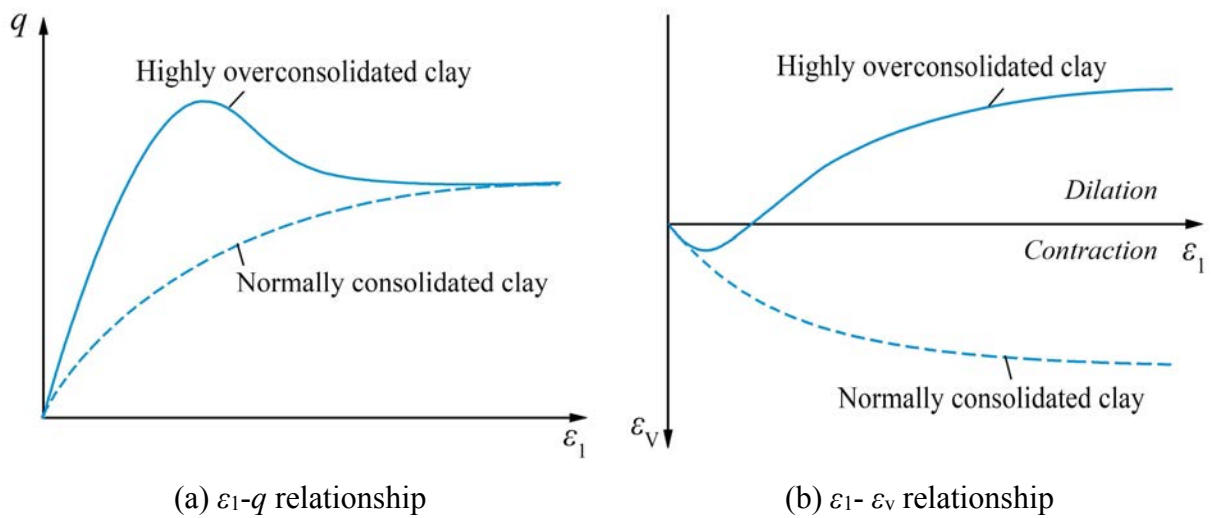 q
Highly overconsolidated clay
Normally consolidated clay
ε₁
Highly overconsolidated clay
Dilation
Contraction
ε₁
Normally consolidated clay
εᵥ
(a) ε₁-q relationship
(b) ε₁- εᵥ relationship